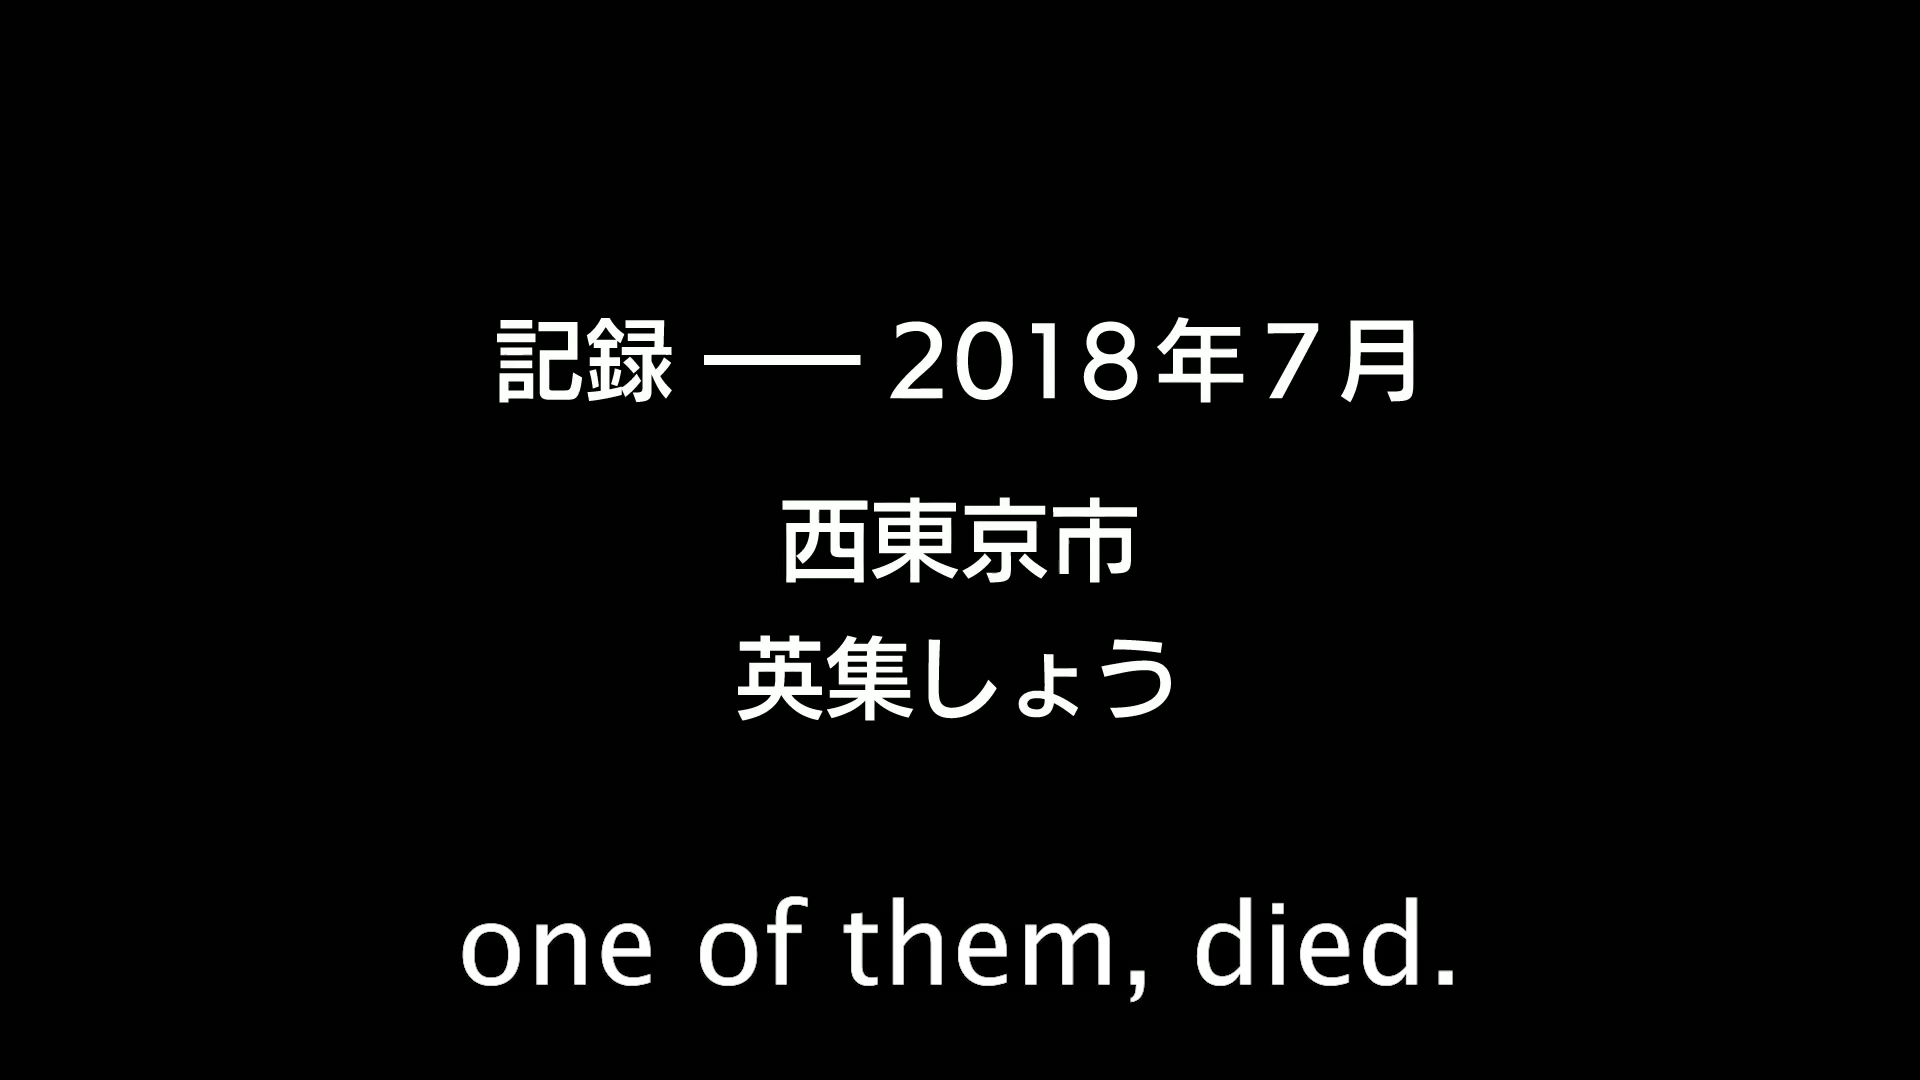 記録 ── 2018年7月
西東京市
英集しょう
one of them, died.